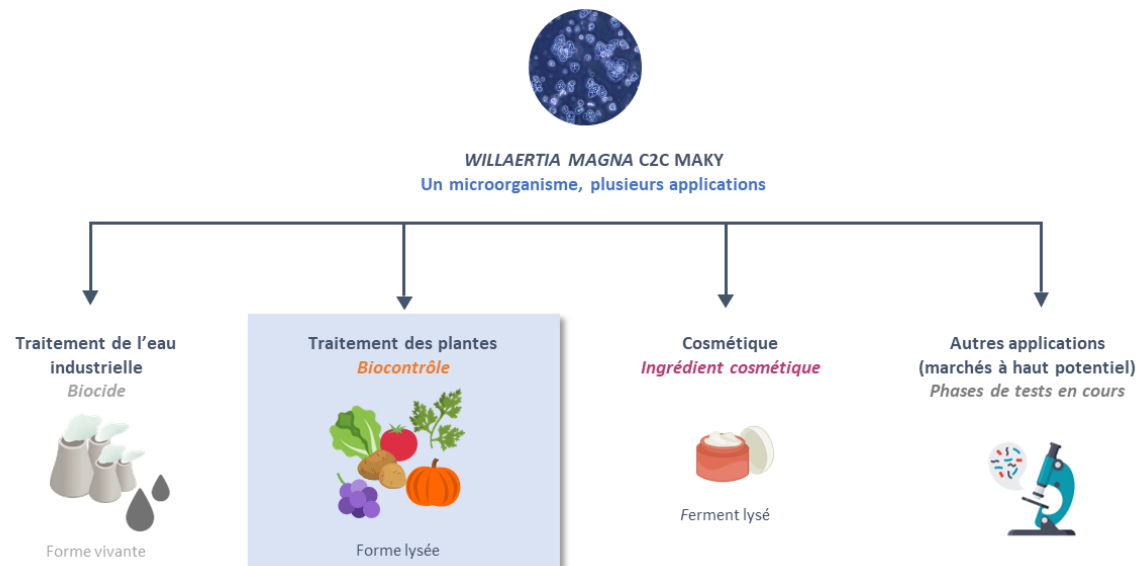 WILLAERTIA MAGNA C2C MAKY
Un microorganisme, plusieurs applications
Traitement de l’eau
industrielle
Biocide
Forme vivante
Traitement des plantes
Biocontrôle
Forme lysée
Cosmétique
Ingrédient cosmétique
Ferment lysé
Autres applications
(marchés à haut potentiel)
Phases de tests en cours